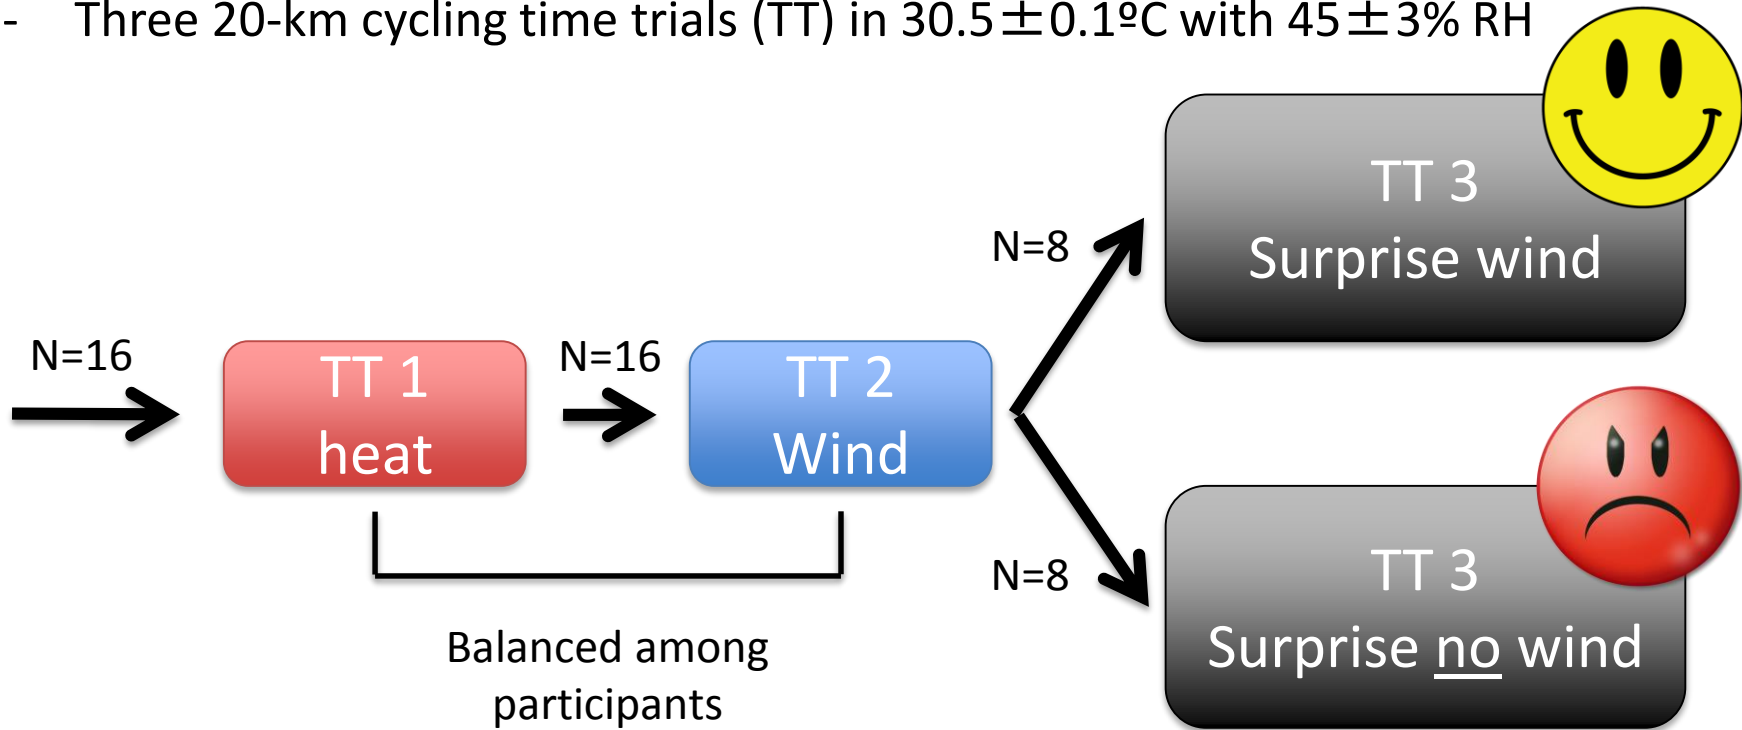 - Three 20-km cycling time trials (TT) in 30.5±0.1ºC with 45±3% RH
N=16
TT 1
heat
N=16
TT 2
Wind
Balanced among
participants
N=8
TT 3
Surprise wind
N=8
TT 3
Surprise no wind